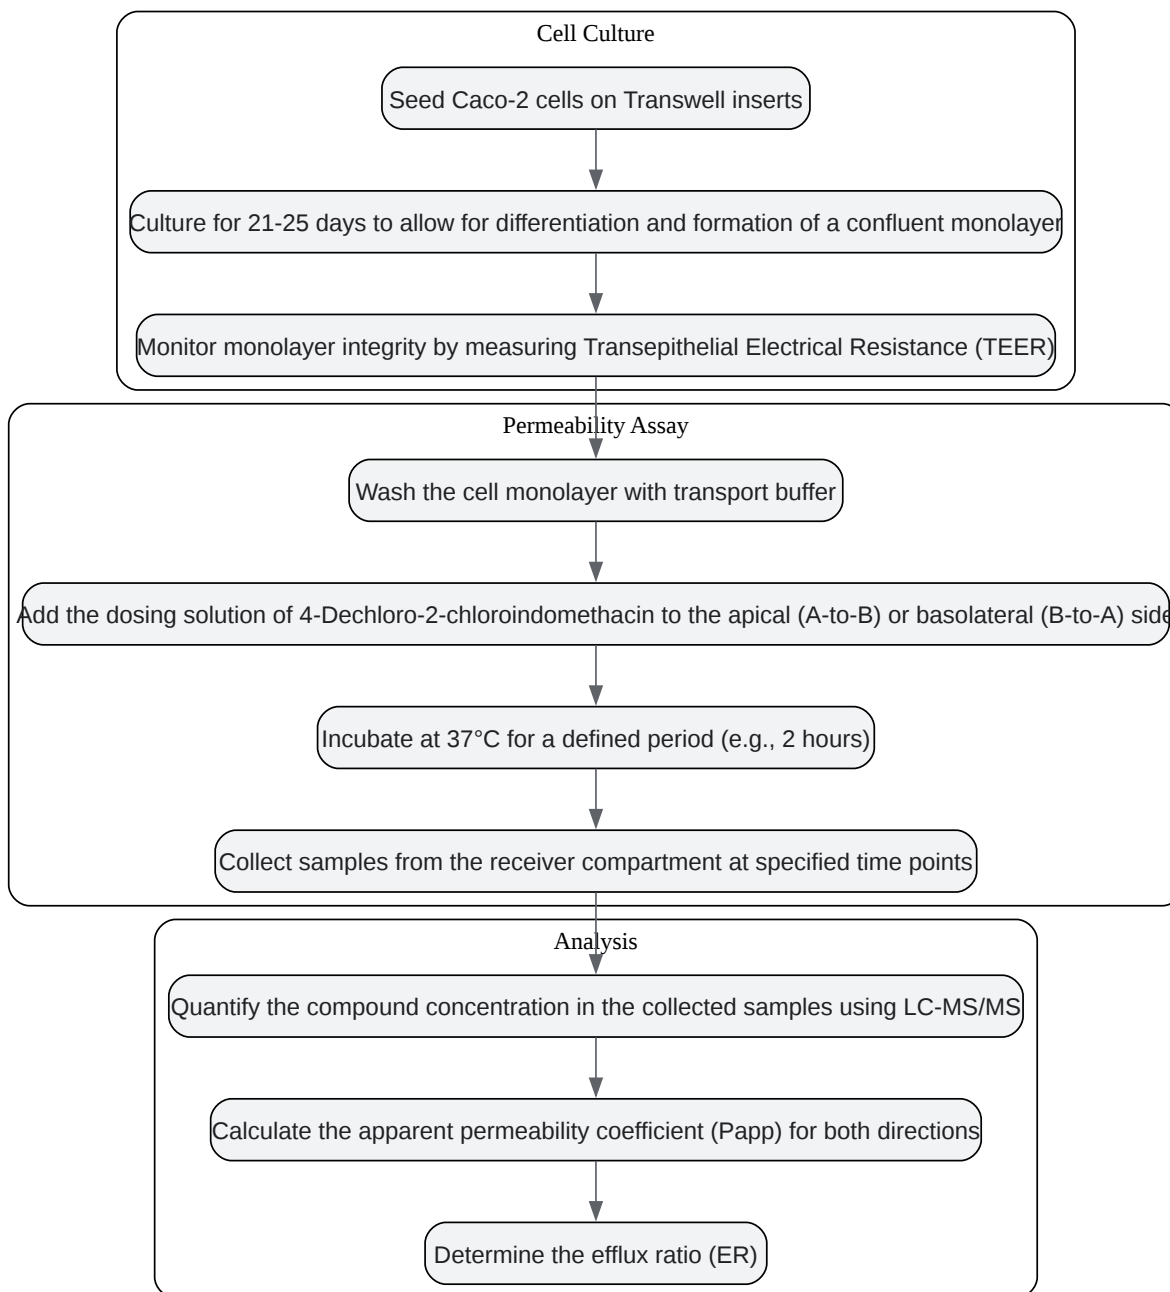 Cell Culture
Seed Caco-2 cells on Transwell inserts
Culture for 21-25 days to allow for differentiation and formation of a confluent monolayer
Monitor monolayer integrity by measuring Transepithelial Electrical Resistance (TEER)
Permeability Assay
Wash the cell monolayer with transport buffer
Add the dosing solution of 4-Dechloro-2-chloroindomethacin to the apical (A-to-B) or basolateral (B-to-A) side
Incubate at 37°C for a defined period (e.g., 2 hours)
Collect samples from the receiver compartment at specified time points
Analysis
Quantify the compound concentration in the collected samples using LC-MS/MS
Calculate the apparent permeability coefficient (Papp) for both directions
Determine the efflux ratio (ER)